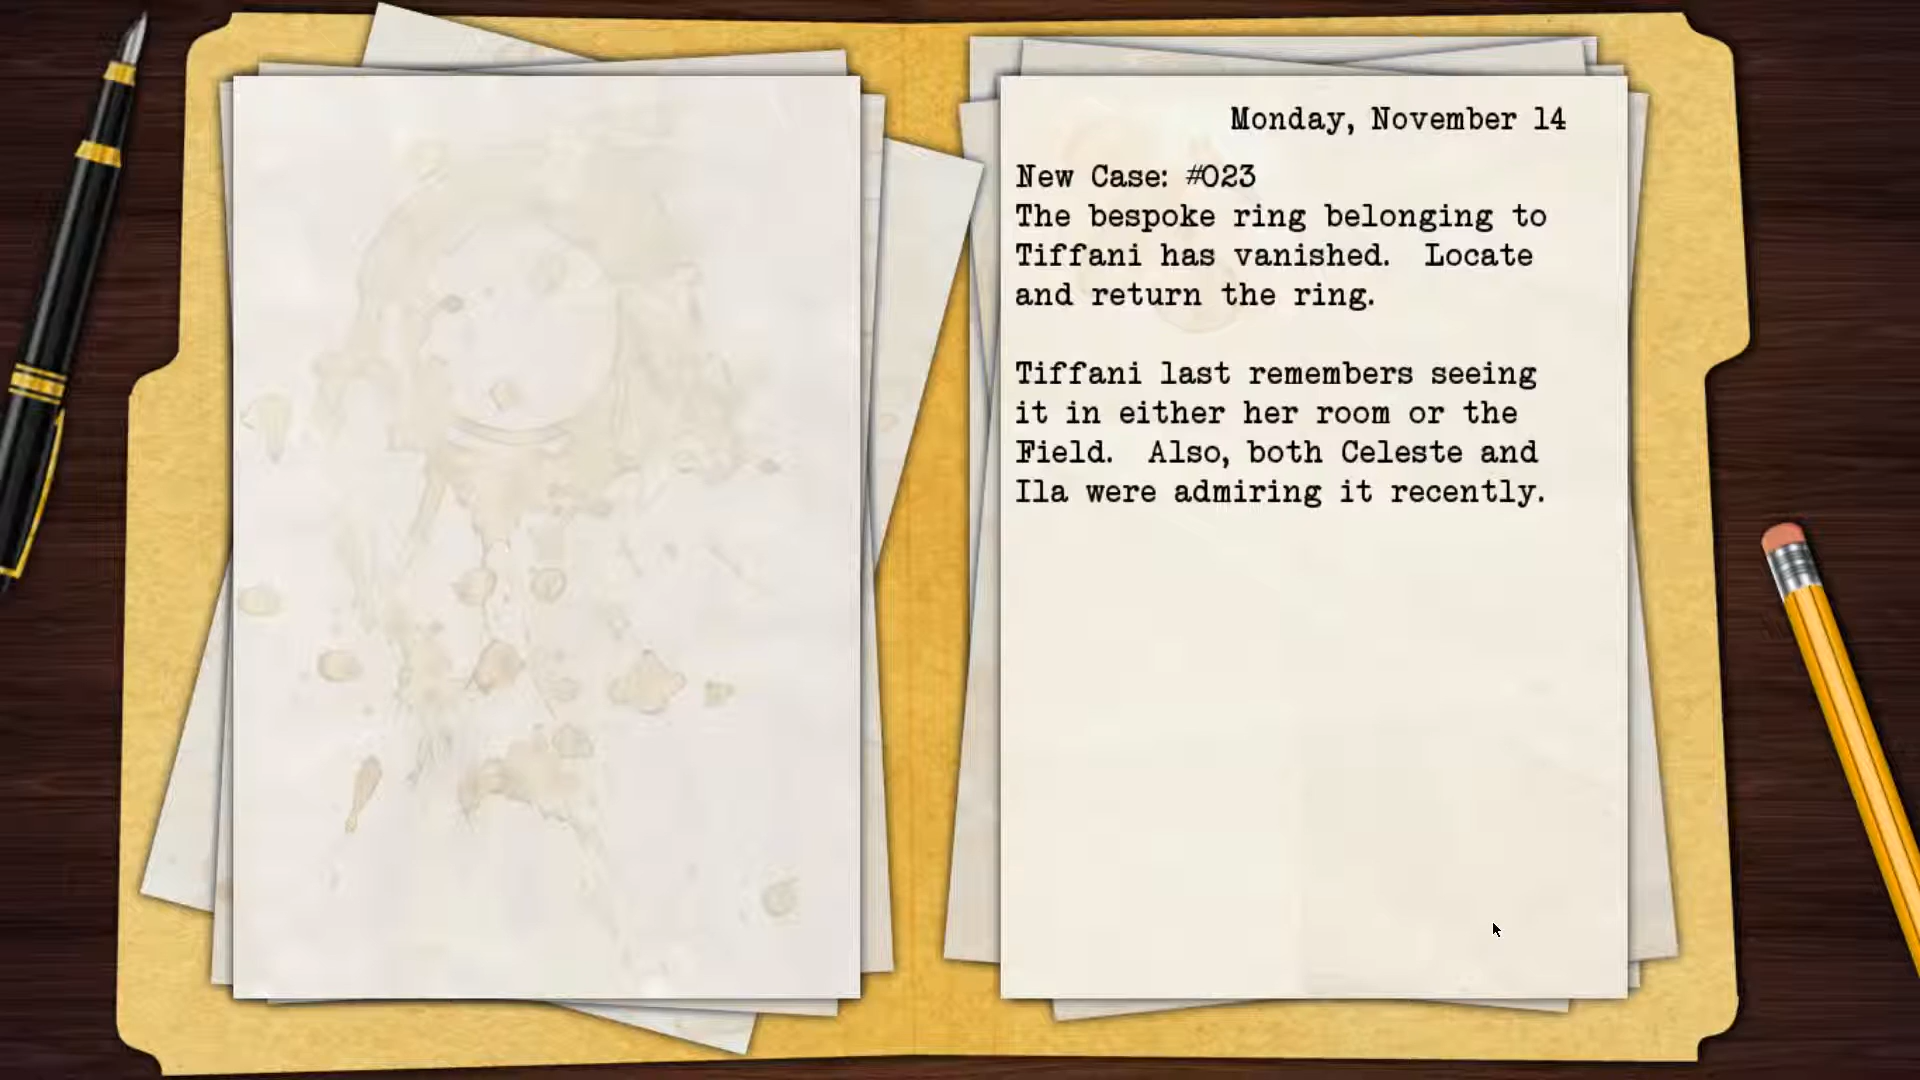 Monday, November 14
New Case: #023
The bespoke ring belonging to
Tiffani has vanished.  Locate
and return the ring.
Tiffani last remembers seeing
it in either her room or the
Field.  Also, both Celeste and
Ila were admiring it recently.